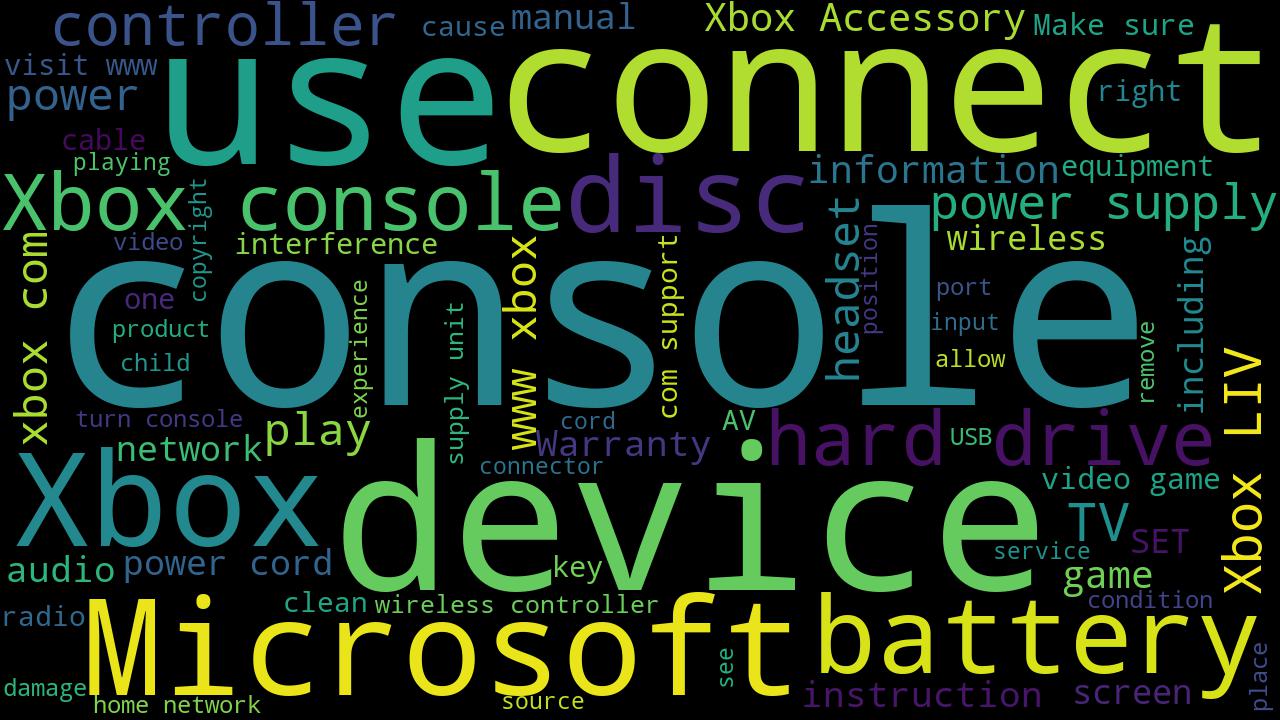 controller
cause
manual
Xbox Accessory
Make sure
visit www
use
connect
power
right
cable
playing
disc
information
equipment
Xbox console
copyright
power supply
headset
video
interference
position
wireless
xbox com
console
www xbox
com support
including
one
experience
port
product
supply unit
input
child
allow
remove
Xbox LIV
turn console
play
cord
AV
hard drive
network
Warranty
USB
Xbox
connector
device
video game
TV
SET
service
audio
power cord
key
game
radio
Microsoft
clean
wireless controller
battery
condition
see
place
damage
home network
source
instruction
screen